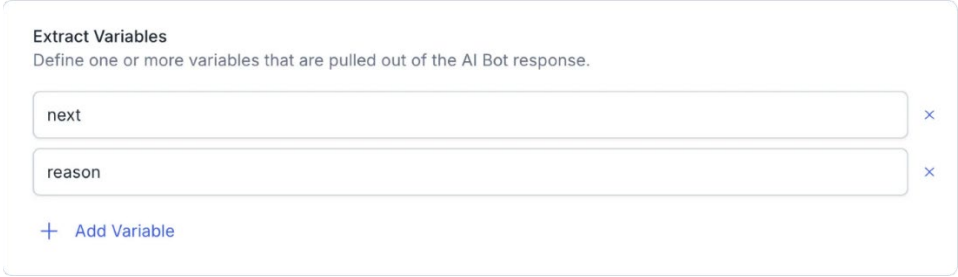 Extract Variables
Define one or more variables that are pulled out of the AI Bot response.
next
reason
Add Variable